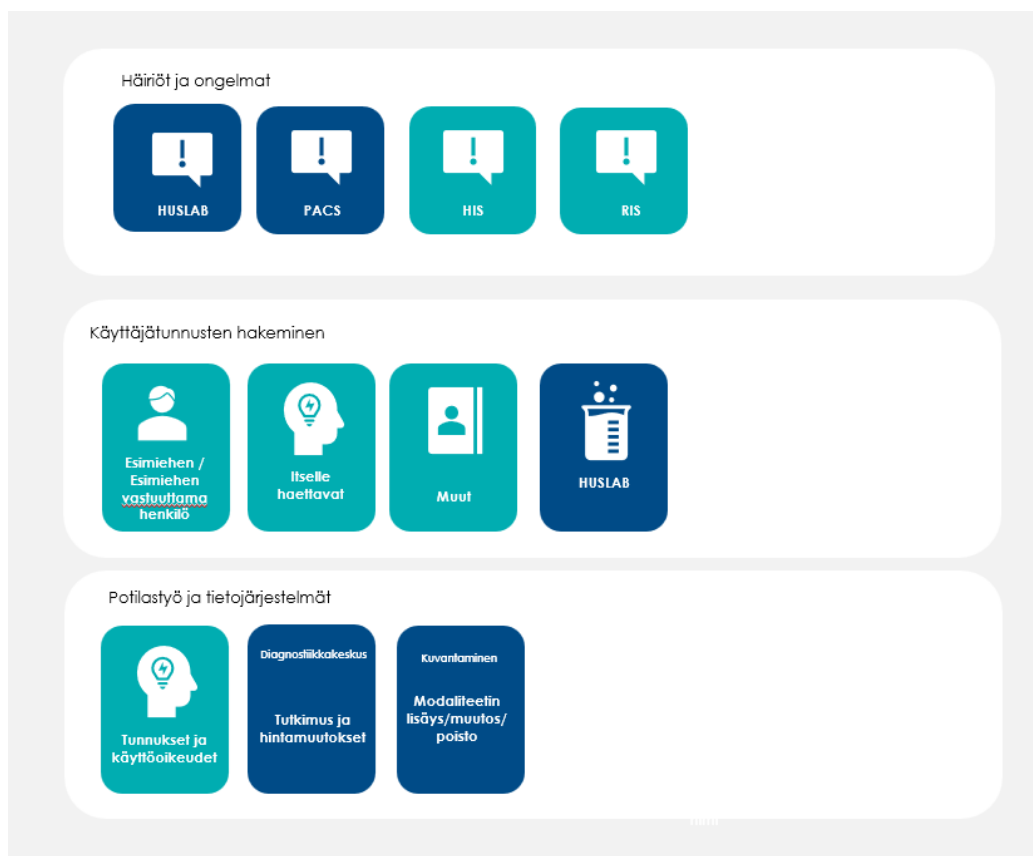 Häiriöt ja ongelmat
HUSLAB
PACS
HIS
RIS
Käyttäjätunnusten hakeminen
Esimiehen /
Esimiehen
vastuuttama
henkilö
Itselle
haettavat
Muut
HUSLAB
Potilastyö ja tietojärjestelmät
Tunnukset ja
käyttöoikeudet
Diagnostiikkakeskus
Tutkimus ja
hintamuutokset
Kuvantaminen
Modaliteetin
lisäys/muutos/
poisto